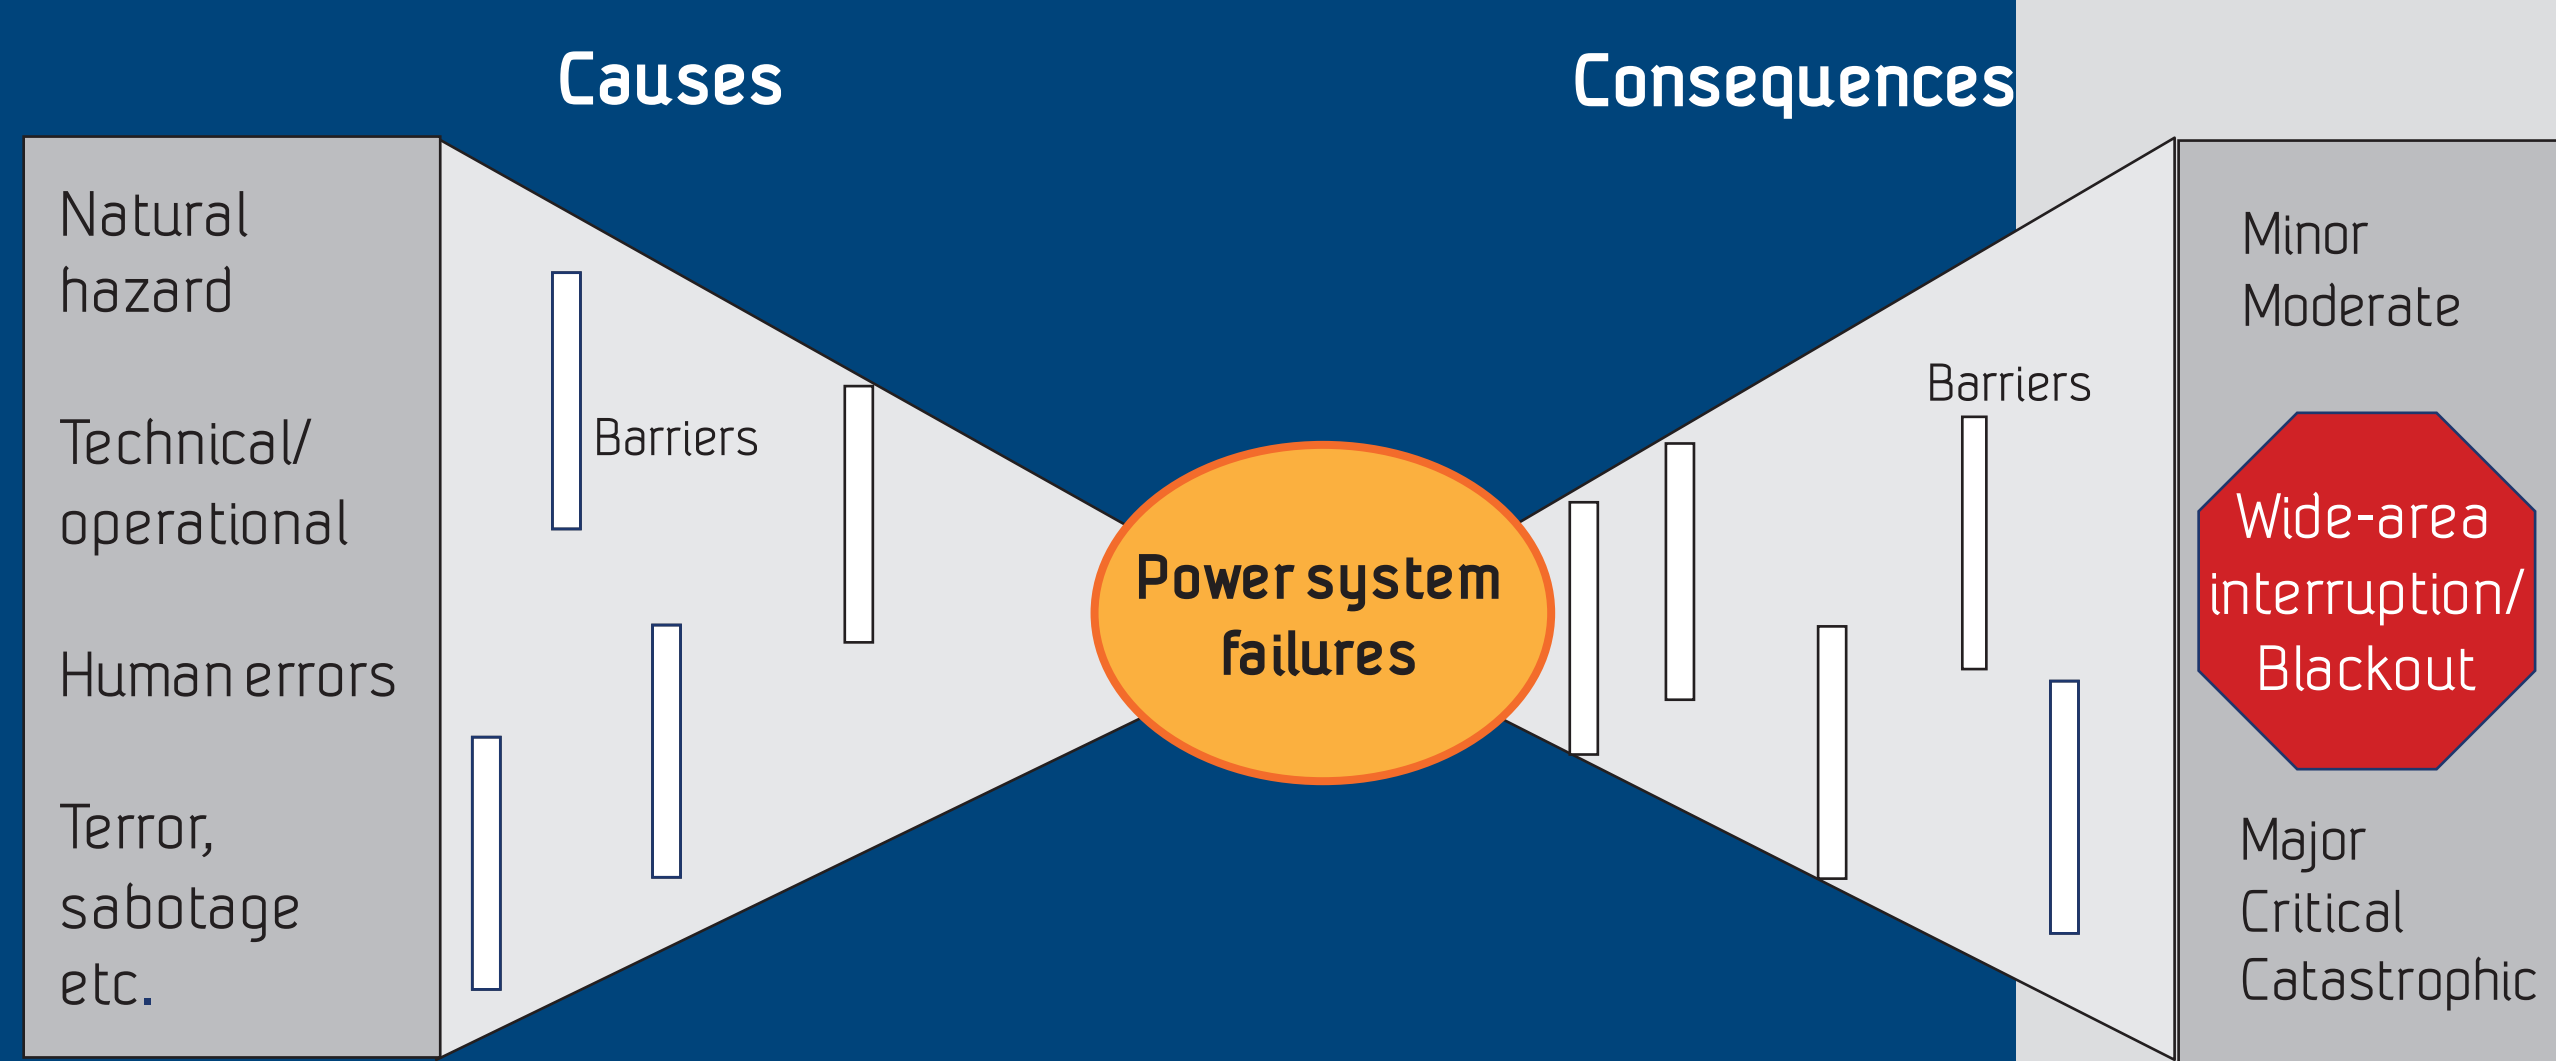 Causes
Consequences
Natural
hazard
Technical/
operational
Human errors
Terror,
sabotage
etc.
Barriers
Power system
failures
Barriers
Minor
Moderate
Wide-area
interruption/
Blackout
Major
Critical
Catastrophic